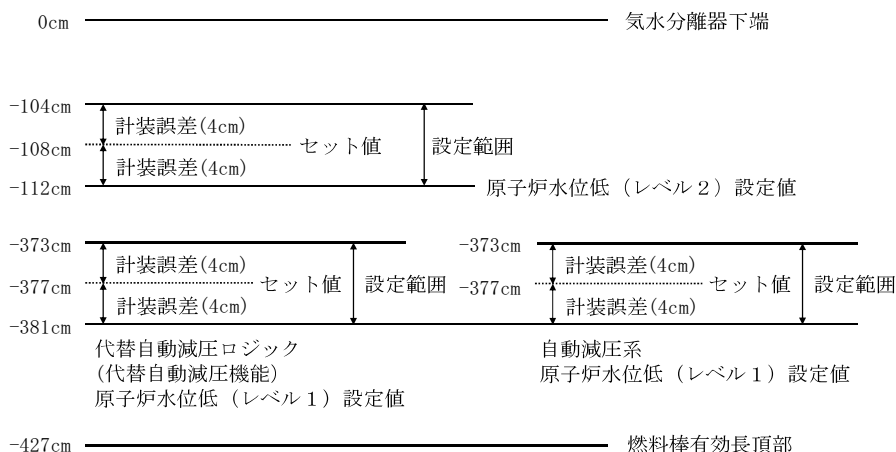 0cm
気水分離器下端
-104cm
計装誤差(4cm)
セット値
設定範囲
-108cm
計装誤差(4cm)
-112cm
原子炉水位低（レベル２）設定値
-373cm
計装誤差(4cm)
セット値
設定範囲
-377cm
計装誤差(4cm)
-381cm
代替自動減圧ロジック
(代替自動減圧機能)
原子炉水位低（レベル１）設定値
-373cm
計装誤差(4cm)
セット値
設定範囲
-377cm
計装誤差(4cm)
自動減圧系
原子炉水位低（レベル１）設定値
-427cm
燃料棒有効長頂部